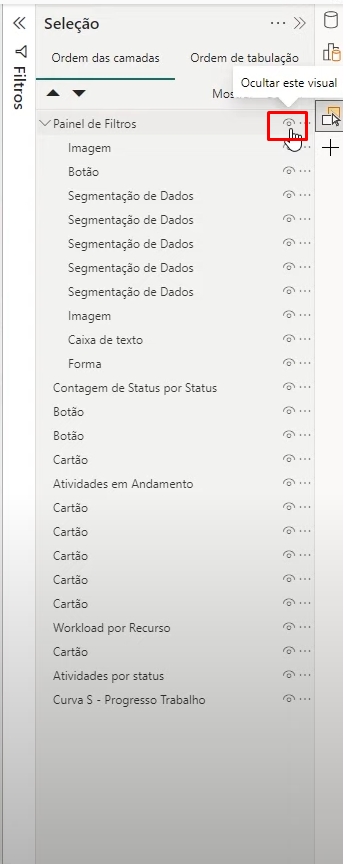 Seleção
Ordem das camadas
Ordem de tabulação
Ocultar este visual
Filtros
Painel de Filtros
Imagem
Botão
Segmentação de Dados
Segmentação de Dados
Segmentação de Dados
Segmentação de Dados
Segmentação de Dados
Imagem
Caixa de texto
Forma
Contagem de Status por Status
Botão
Botão
Cartão
Atividades em Andamento
Cartão
Cartão
Cartão
Cartão
Cartão
Workload por Recurso
Cartão
Atividades por status
Curva S - Progresso Trabalho